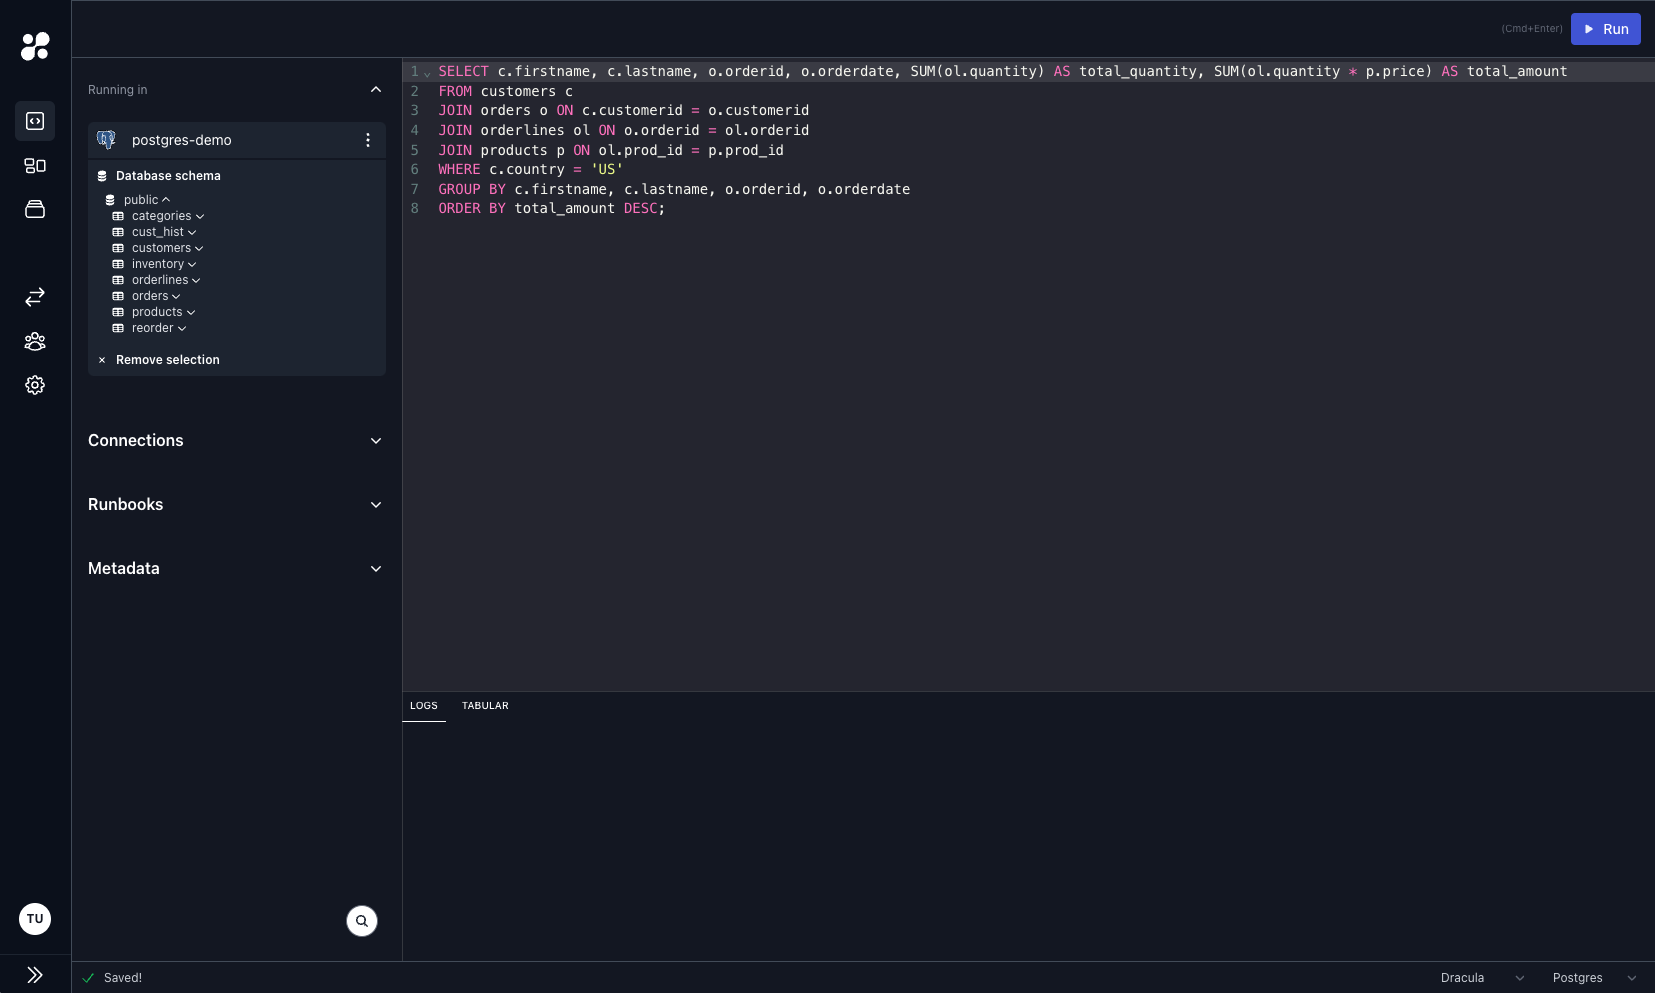 (Cmd+Enter)
Run
Running in
postgres-demo
Database schema
public
categories
cust_hist
customers
inventory
orderlines
orders
products
reorder
Remove selection
Connections
Runbooks
Metadata
TU
1 SELECT c.firstname, c.lastname, o.orderid, o.orderdate, SUM(ol.quantity) AS total_quantity, SUM(ol.quantity * p.price) AS total_amount
2 FROM customers c
3 JOIN orders o ON c.customerid = o.customerid
4 JOIN orderlines ol ON o.orderid = ol.orderid
5 JOIN products p ON ol.prod_id = p.prod_id
6 WHERE c.country = 'US'
7 GROUP BY c.firstname, c.lastname, o.orderid, o.orderdate
8 ORDER BY total_amount DESC;
LOGS TABULAR
Saved!
Dracula
Postgres